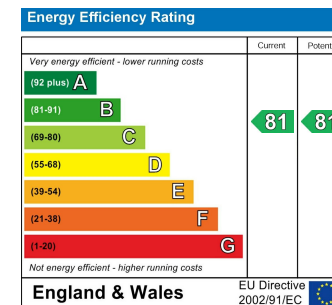 Energy Efficiency Rating
Current Potent
Very energy efficient - lower running costs
(92 plus) A
(81-91) B
81 81
(69-80) C
(55-68) D
(39-54) E
(21-38) F
(1-20) G
Not energy efficient - higher running costs
England & Wales
EU Directive
2002/91/EC